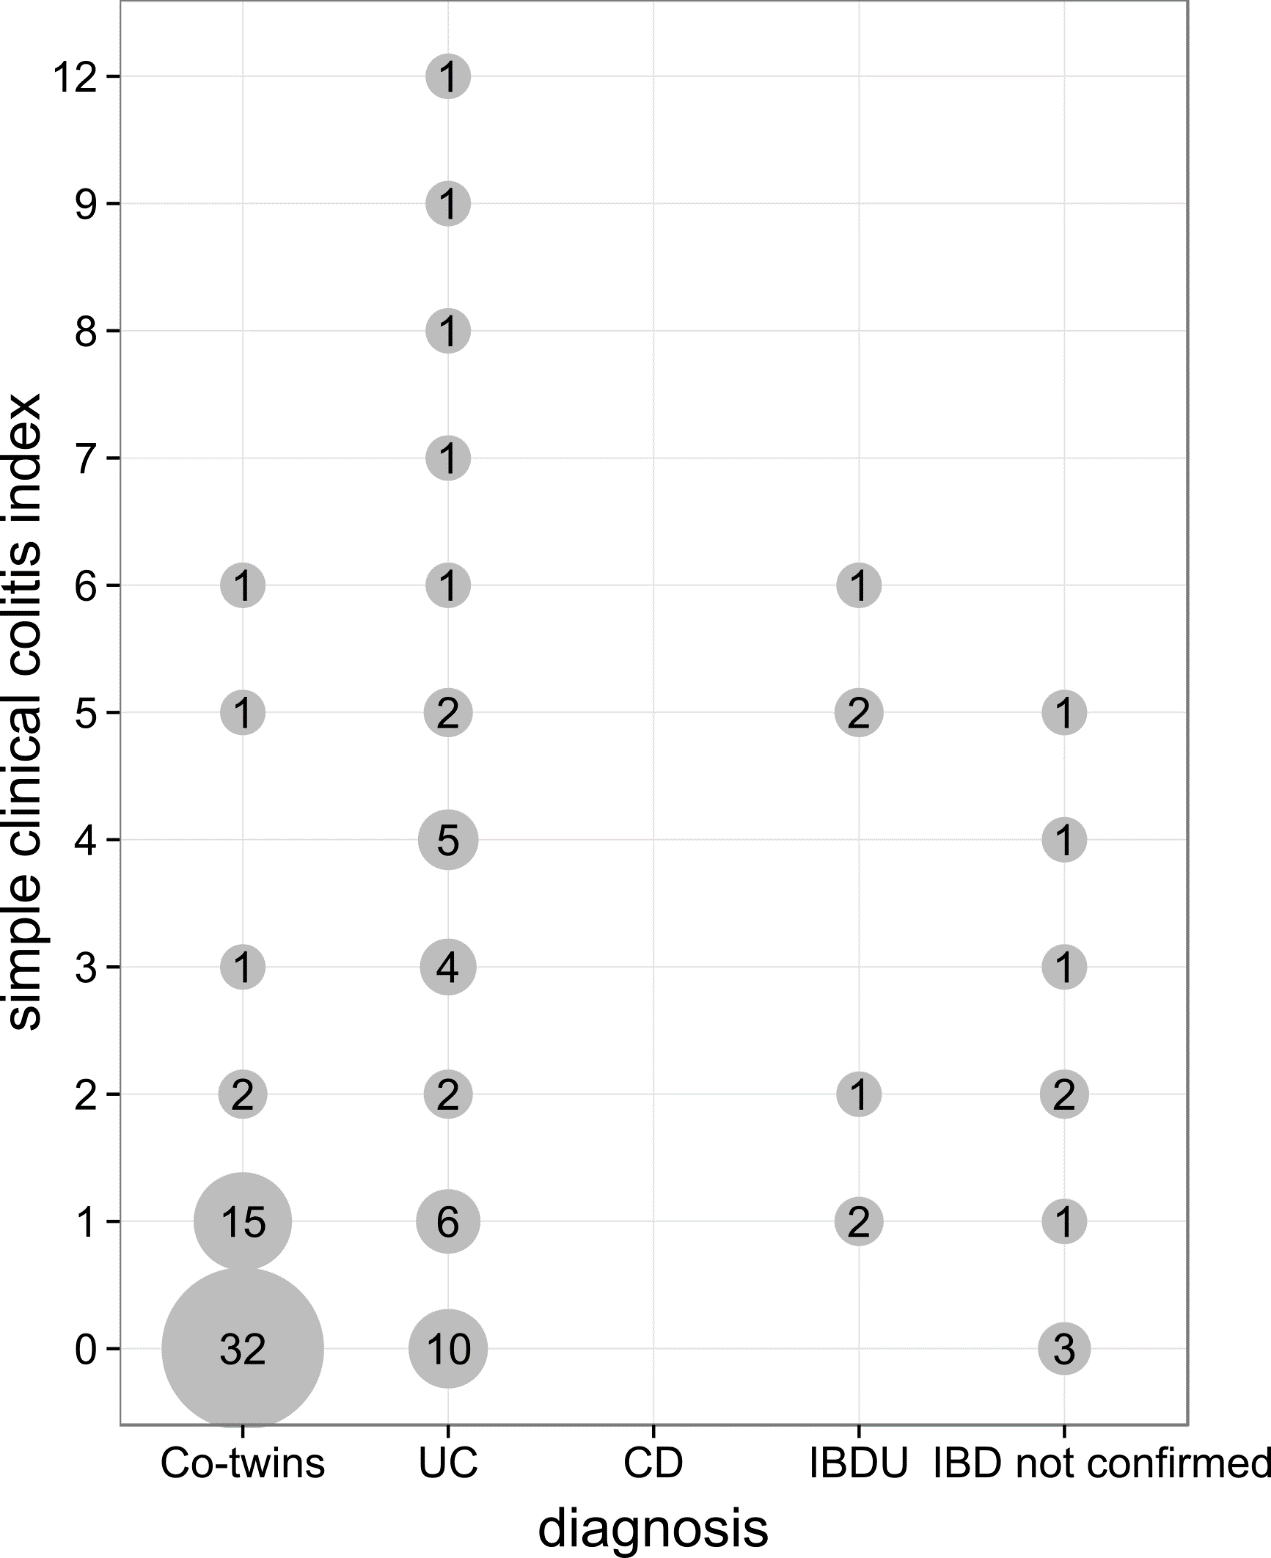 simple clinical colitis index
12 1
9 1
8 1
7 1
6 1 1 1
5 1 2 2 1
4 5 1
3 1 4 1
2 2 2 1 2
1 15 6 2 1
0 32 10 3
Co-twins UC CD IBDU IBD not confirmed
diagnosis